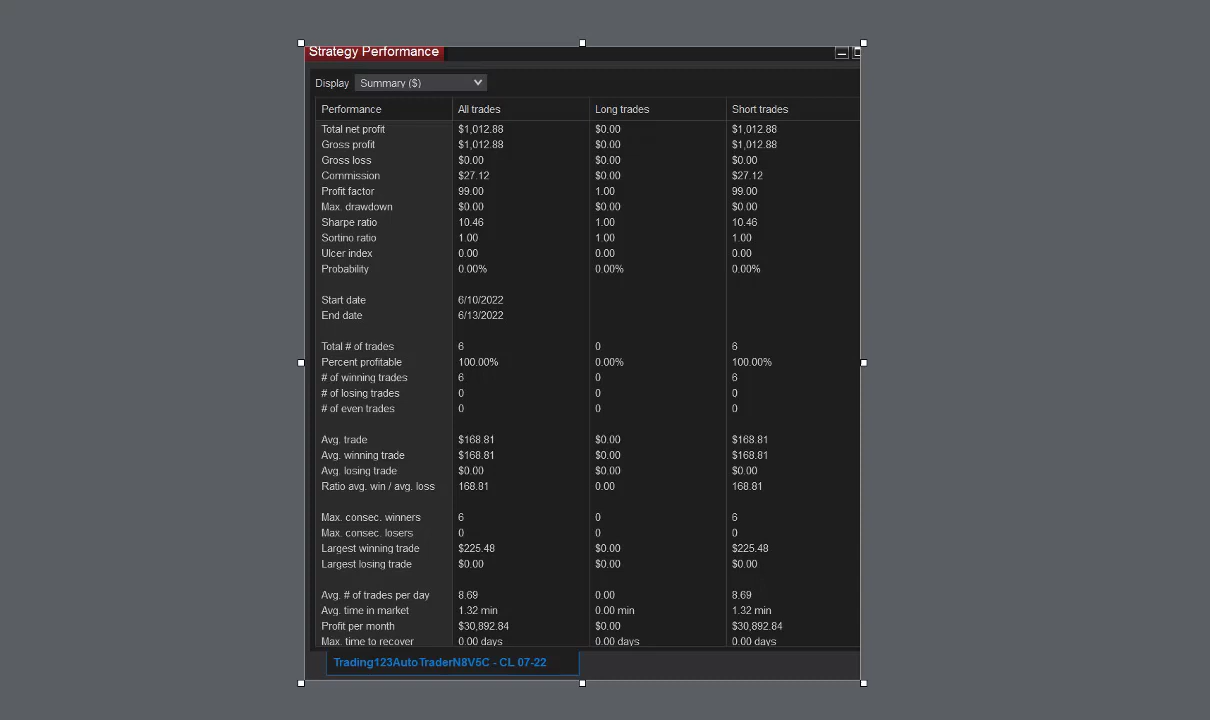 Strategy Performance
Display Summary ($)
Performance All trades Long trades Short trades
Total net profit $1,012.88 $0.00 $1,012.88
Gross profit $1,012.88 $0.00 $1,012.88
Gross loss $0.00 $0.00 $0.00
Commission $27.12 $0.00 $27.12
Profit factor 99.00 1.00 99.00
Max. drawdown $0.00 $0.00 $0.00
Sharpe ratio 10.46 1.00 10.46
Sortino ratio 1.00 1.00 1.00
Ulcer index 0.00 0.00 0.00
Probability 0.00% 0.00% 0.00%
Start date 6/10/2022
End date 6/13/2022
Total # of trades 6 0 6
Percent profitable 100.00% 0.00% 100.00%
# of winning trades 6 0 6
# of losing trades 0 0 0
# of even trades 0 0 0
Avg. trade $168.81 $0.00 $168.81
Avg. winning trade $168.81 $0.00 $168.81
Avg. losing trade $0.00 $0.00 $0.00
Ratio avg. win / avg. loss 168.81 0.00 168.81
Max. consec. winners 6 0 6
Max. consec. losers 0 0 0
Largest winning trade $225.48 $0.00 $225.48
Largest losing trade $0.00 $0.00 $0.00
Avg. # of trades per day 8.69 0.00 8.69
Avg. time in market 1.32 min 0.00 min 1.32 min
Profit per month $30,892.84 $0.00 $30,892.84
Max. time to recover 0.00 days 0.00 days 0.00 days
Trading123AutoTraderN8V5C - CL 07-22